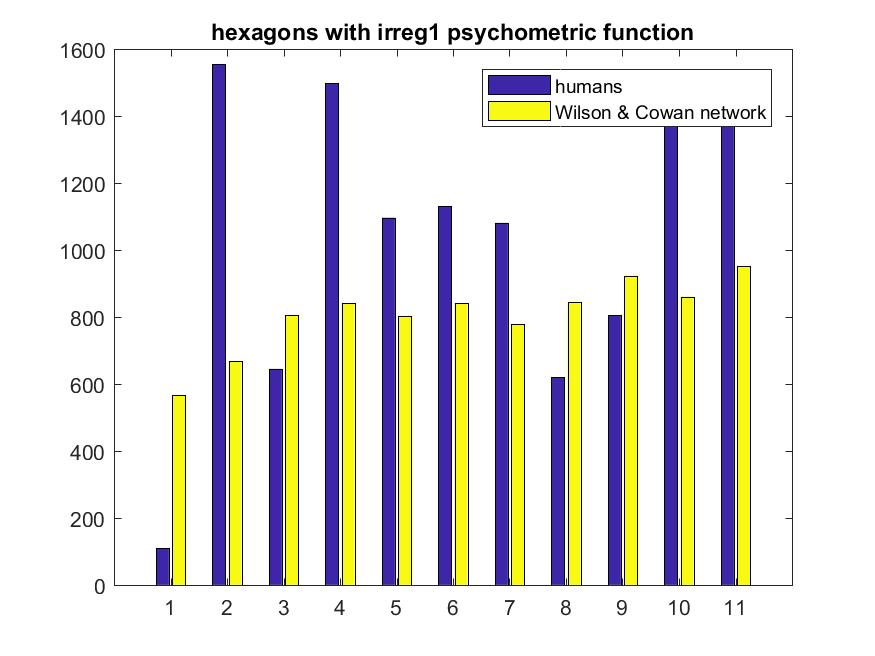 hexagons with irreg1 psychometric function
humans
Wilson & Cowan network
1600
1400
1200
1000
800
600
400
200
0
1 2 3 4 5 6 7 8 9 10 11